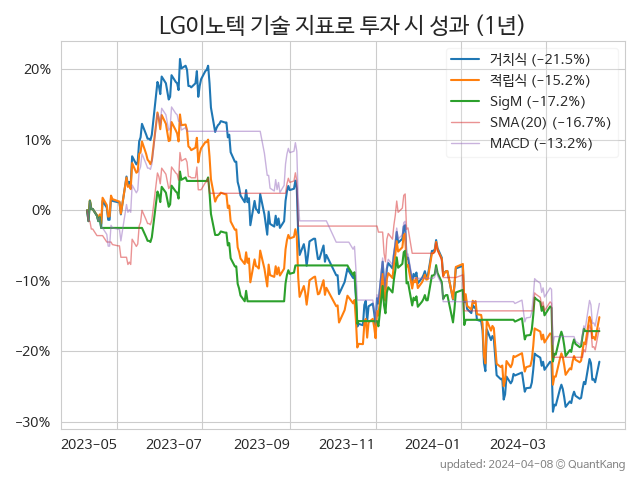 LG이노텍 기술 지표로 투자 시 성과 (1년)
거치식 (−21.5%)
적립식 (−15.2%)
SigM (−17.2%)
SMA(20) (−16.7%)
MACD (−13.2%)
20%
10%
0%
−10%
−20%
−30%
2023-05 2023-07 2023-09 2023-11 2024-01 2024-03
updated: 2024-04-08 © QuantKang